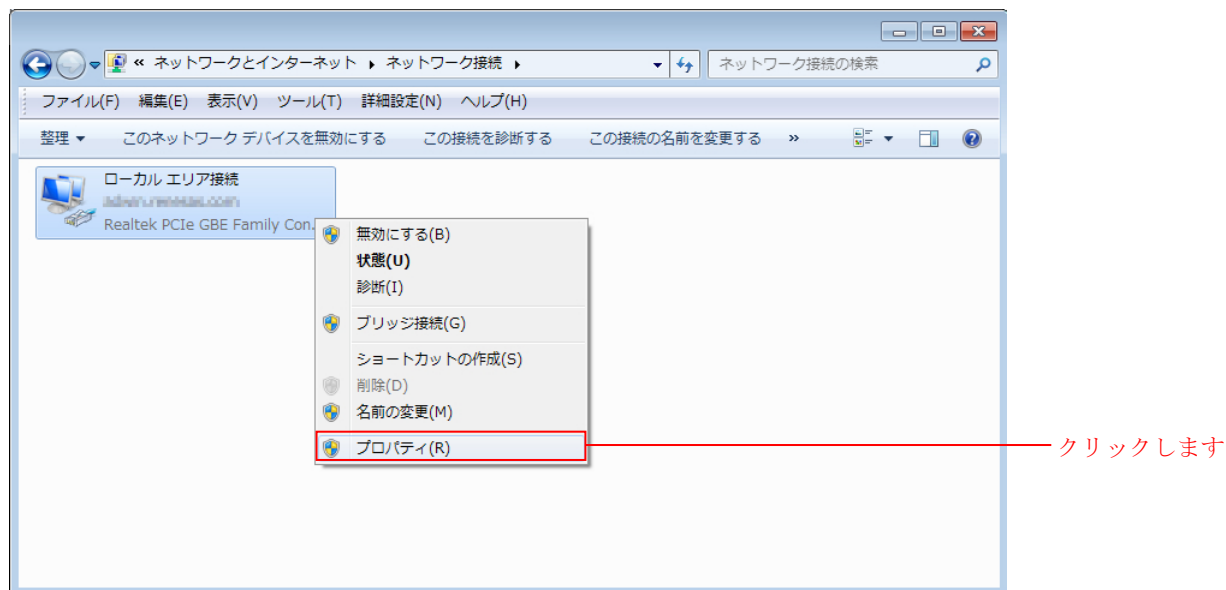 « ネットワークとインターネット ▸ ネットワーク接続 ▸ ネットワーク接続の検索
ファイル(F) 編集(E) 表示(V) ツール(T) 詳細設定(N) ヘルプ(H)
整理 ▼ このネットワーク デバイスを無効にする この接続を診断する この接続の名前を変更する »
ローカル エリア接続
Realtek PCIe GBE Family Con...
無効にする(B)
状態(U)
診断(I)
ブリッジ接続(G)
ショートカットの作成(S)
削除(D)
名前の変更(M)
プロパティ(R)
クリックします